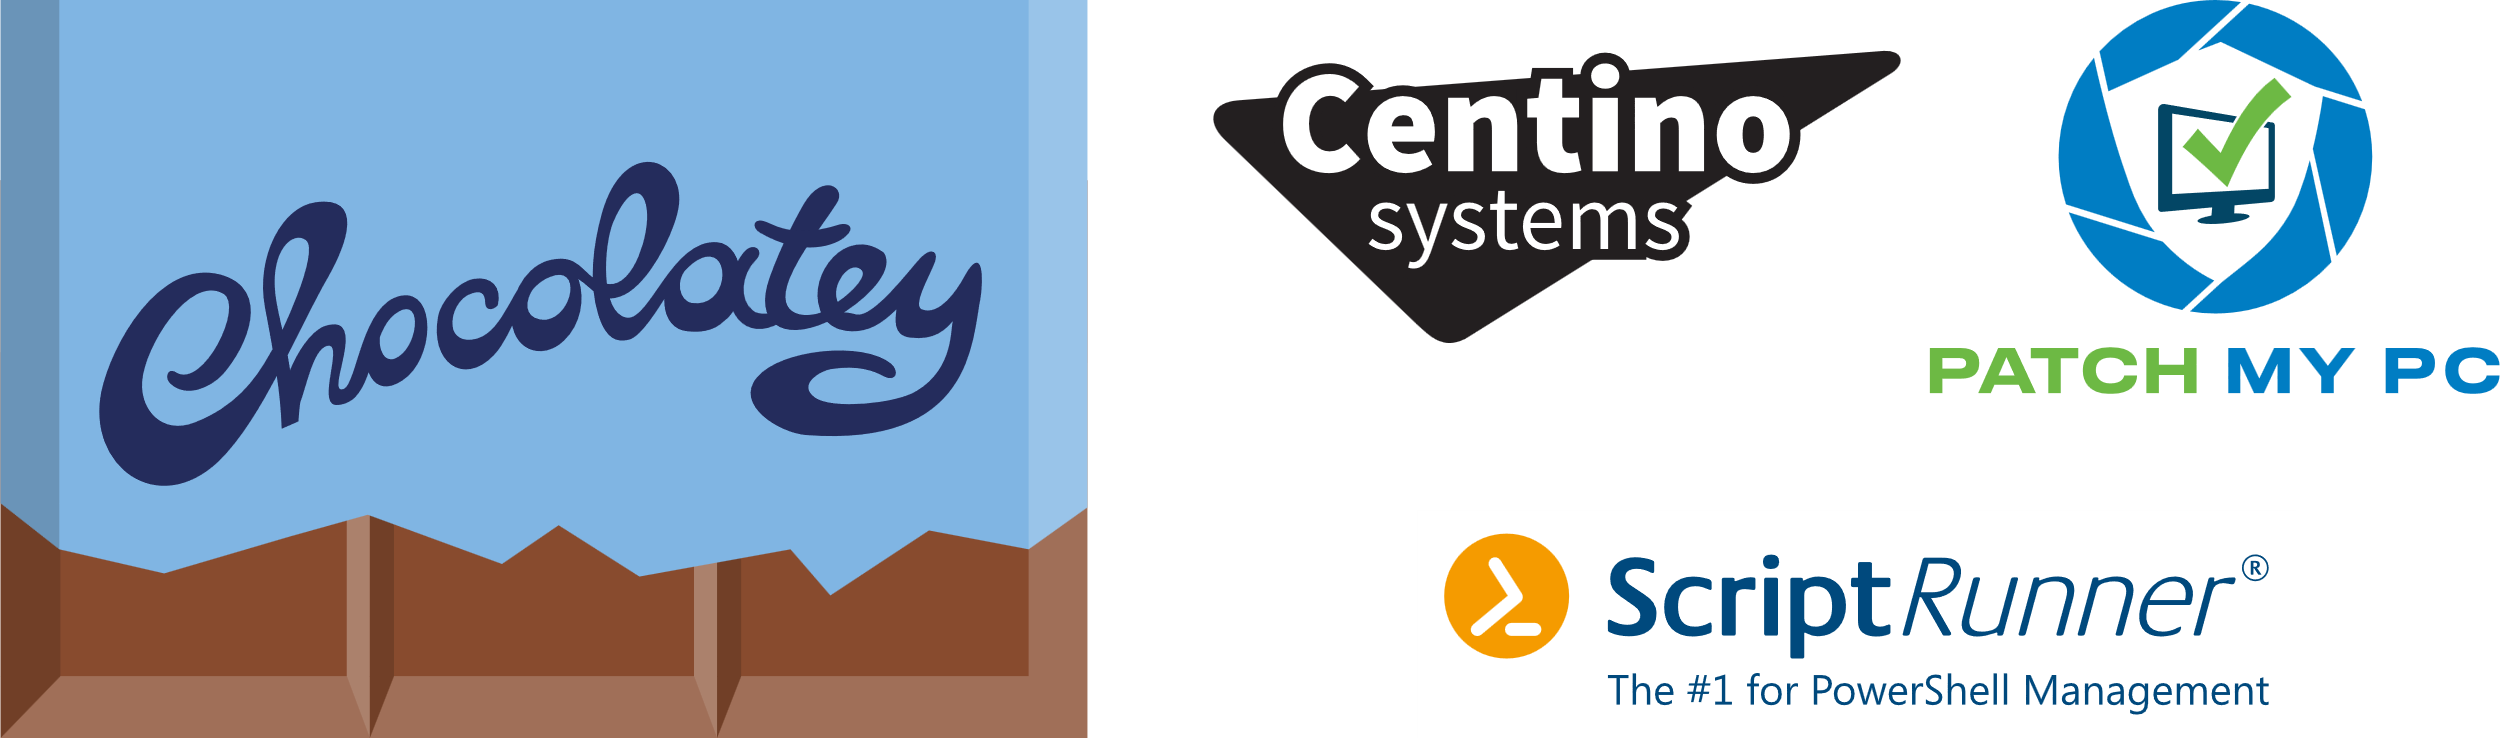 Chocolatey
Centino
systems
PATCH MY PC
ScriptRunner®
The #1 for PowerShell Management